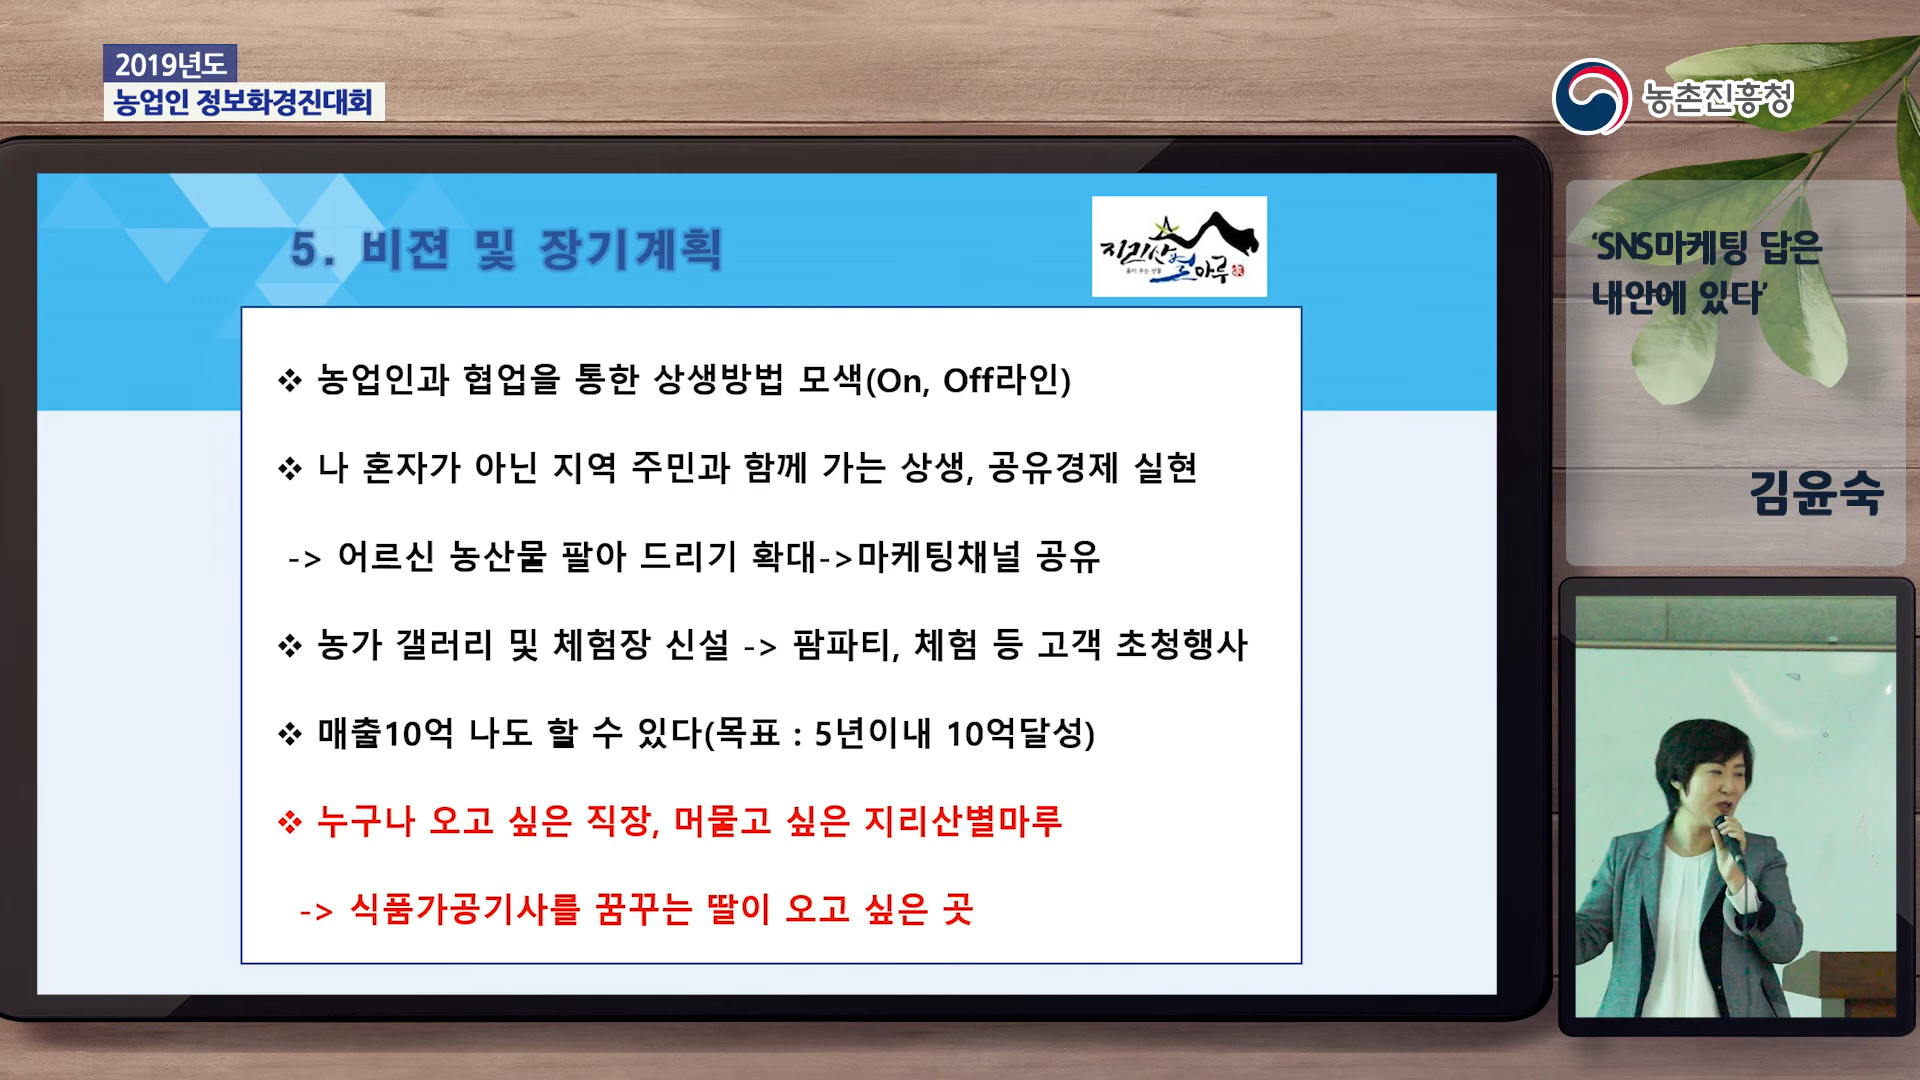 2019년도
농업인 정보화경진대회
농촌진흥청
5. 비젼 및 장기계획
지리산
별마루
❖ 농업인과 협업을 통한 상생방법 모색(On, Off라인)
❖ 나 혼자가 아닌 지역 주민과 함께 가는 상생, 공유경제 실현
-> 어르신 농산물 팔아 드리기 확대->마케팅채널 공유
❖ 농가 갤러리 및 체험장 신설 -> 팜파티, 체험 등 고객 초청행사
❖ 매출10억 나도 할 수 있다(목표 : 5년이내 10억달성)
❖ 누구나 오고 싶은 직장, 머물고 싶은 지리산별마루
-> 식품가공기사를 꿈꾸는 딸이 오고 싶은 곳
‘SNS마케팅 답은
내안에 있다’
김윤숙